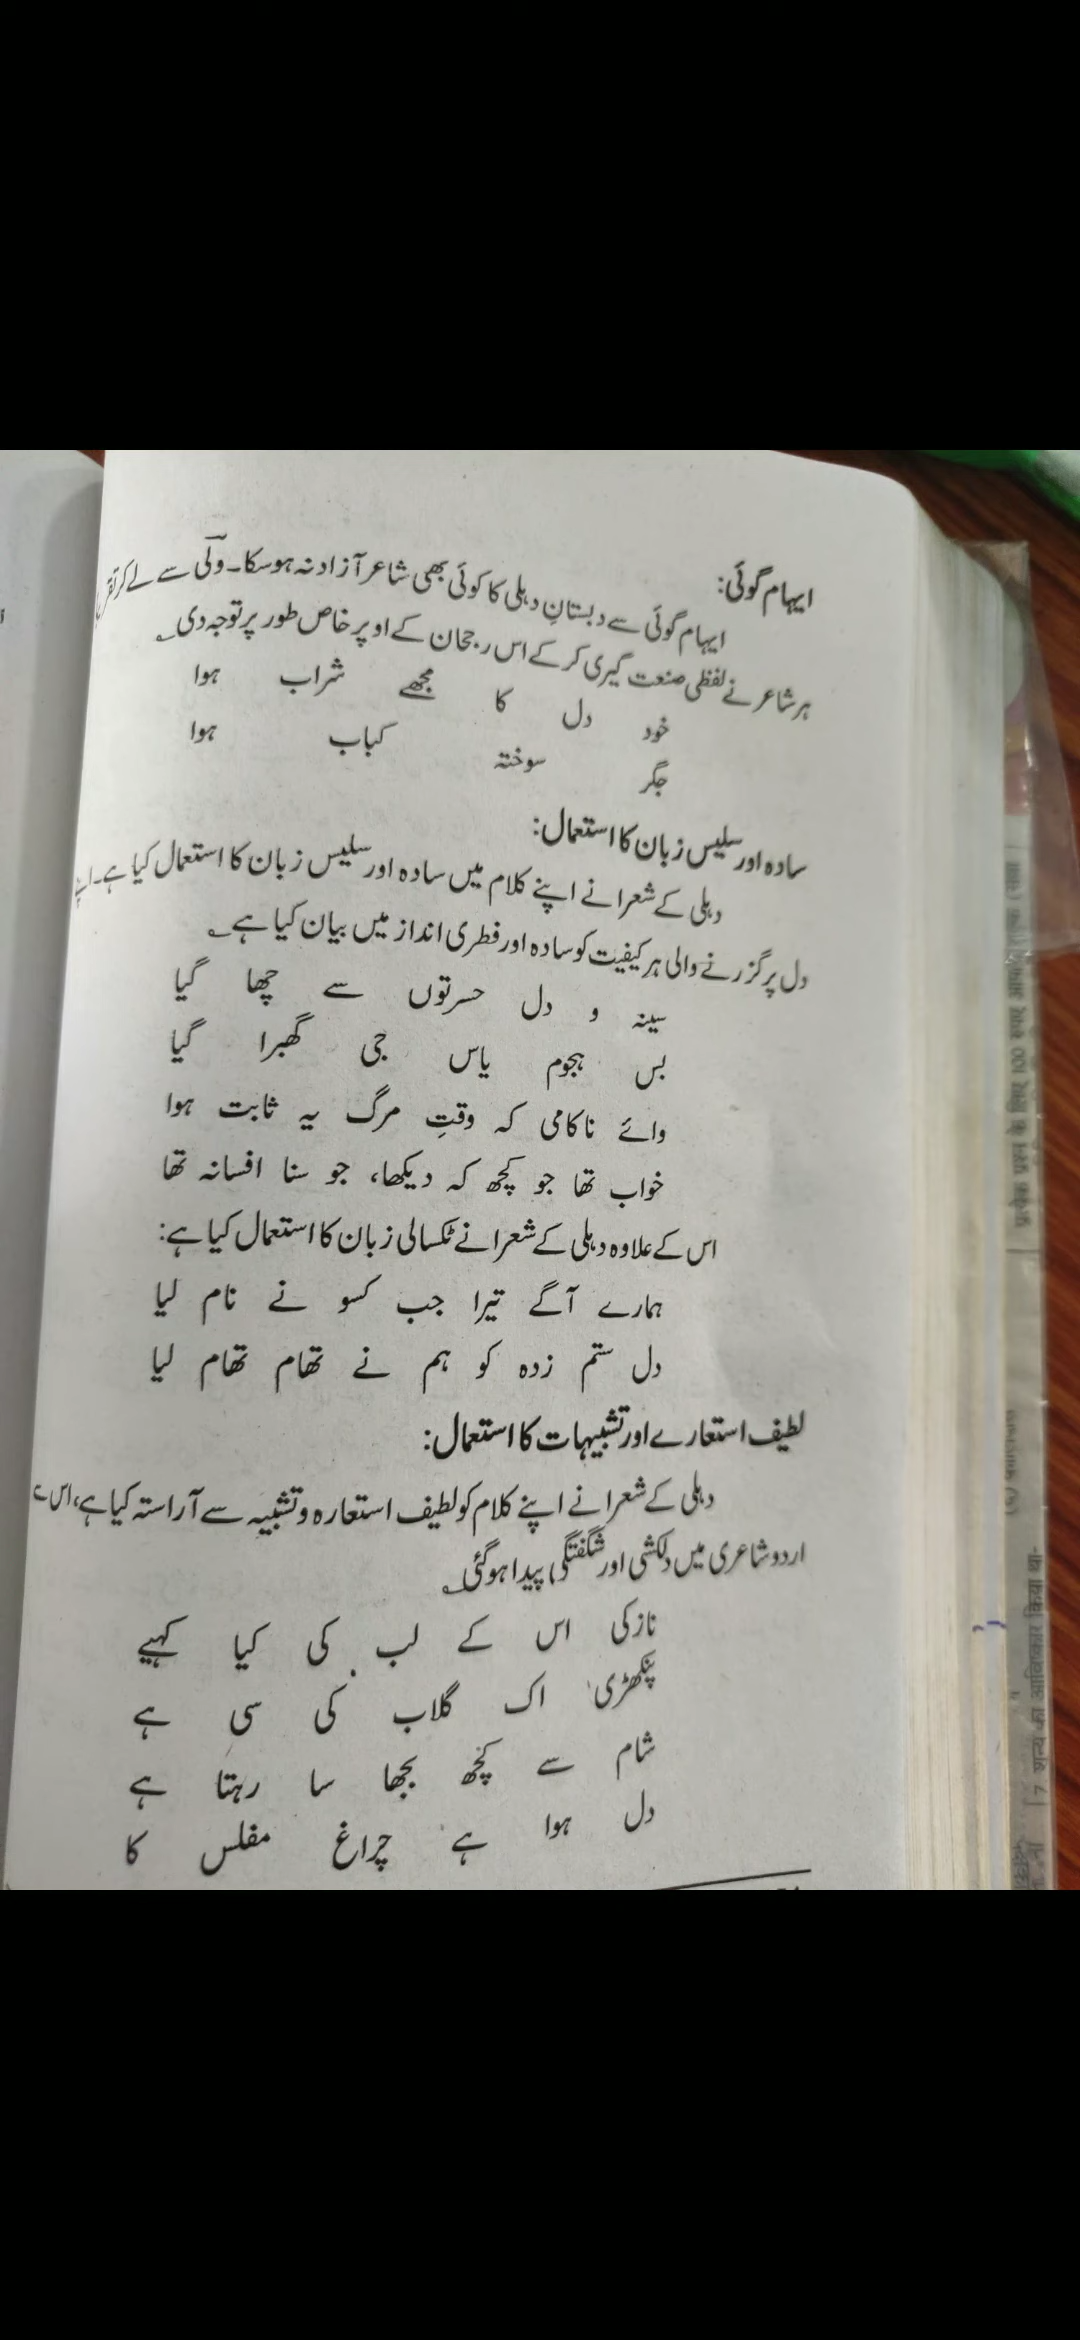 ایہام گوئی:
ایہام گوئی سے دبستانِ دہلی کا کوئی بھی شاعر آزاد نہ ہوسکا۔ ولی سے لے کر
ہر شاعر نے لفظی صنعت گیری کر کے اس رجحان کے اوپر خاص طور پر توجہ دی
خود دل کا مجھے شراب ہوا
جگر سوختہ کباب ہوا
سادہ اور سلیس زبان کا استعمال:
دہلی کے شعرا نے اپنے کلام میں سادہ اور سلیس زبان کا استعمال کیا ہے۔ اپنے
دل پر گزرنے والی ہر کیفیت کو سادہ اور فطری انداز میں بیان کیا ہے
سینہ و دل حسرتوں سے چھا گیا
بس ہجوم یاس جی گھبرا گیا
وائے ناکامی کہ وقتِ مرگ یہ ثابت ہوا
خواب تھا جو کچھ کہ دیکھا، جو سنا افسانہ تھا
اس کے علاوہ دہلی کے شعرا نے ٹکسالی زبان کا استعمال کیا ہے:
ہمارے آگے تیرا جب کسو نے نام لیا
دل ستم زدہ کو ہم نے تھام تھام لیا
لطیف استعارے اور تشبیہات کا استعمال:
دہلی کے شعرا نے اپنے کلام کو لطیف استعارہ و تشبیہ سے آراستہ کیا ہے، اس
اردو شاعری میں دلکشی اور شگفتگی پیدا ہوگئی
نازکی اس کے لب کی کیا کہیے
پنکھڑی اک گلاب کی سی ہے
شام سے کچھ بجھا سا رہتا ہے
دل ہوا ہے چراغ مفلس کا